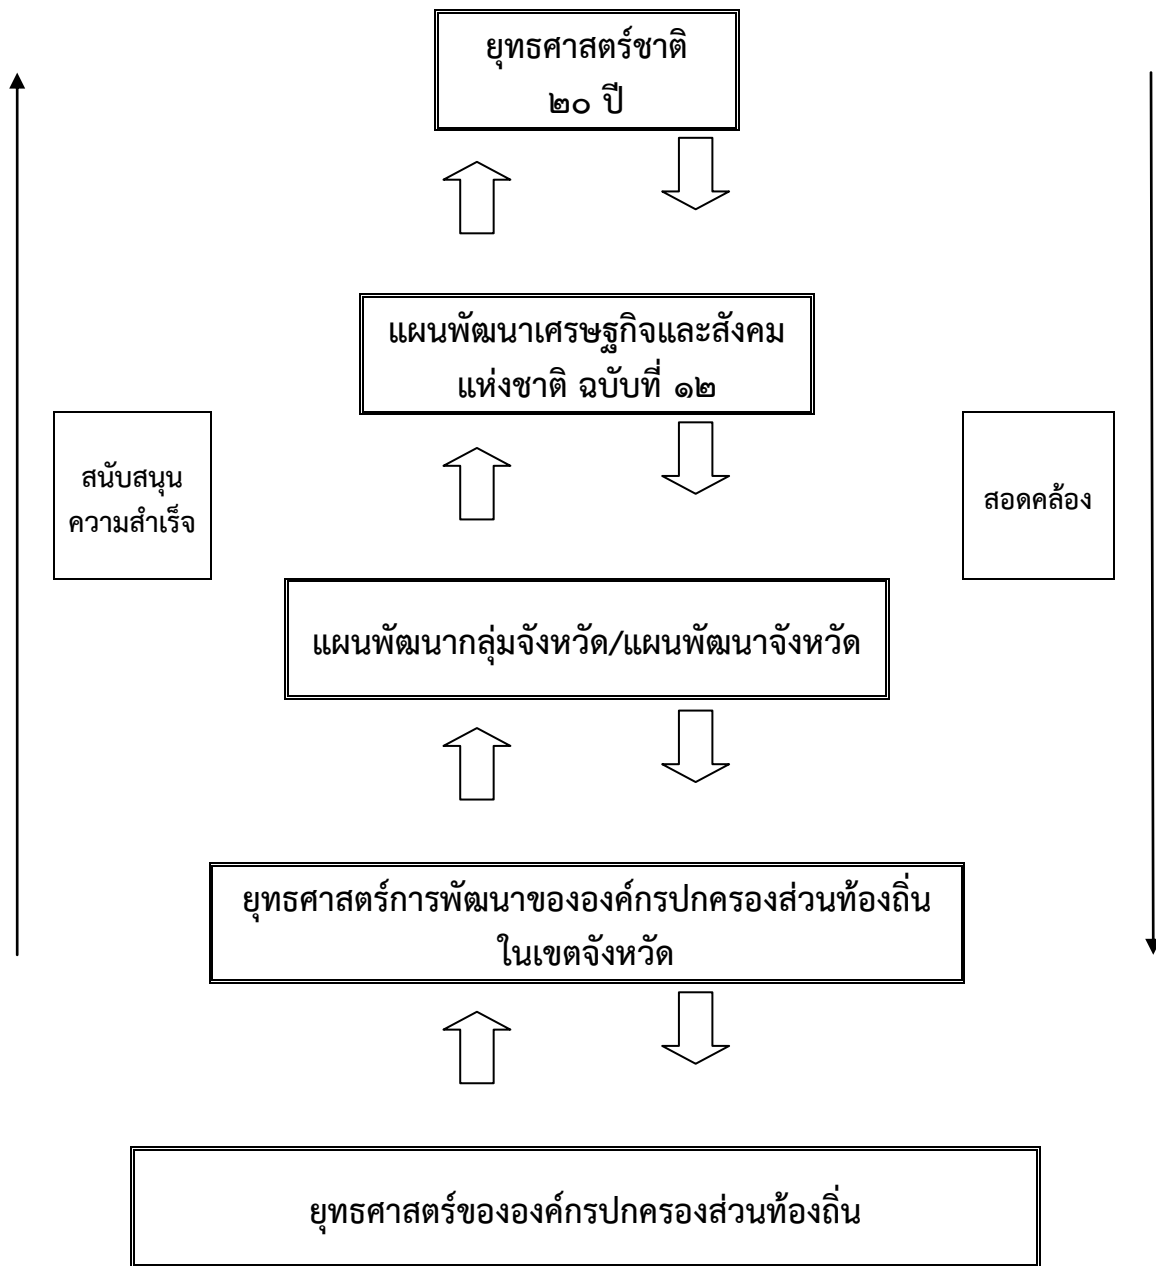 ยุทธศาสตร์ชาติ
๒๐ ปี
แผนพัฒนาเศรษฐกิจและสังคม
แห่งชาติ ฉบับที่ ๑๒
สนับสนุน
ความสำเร็จ
สอดคล้อง
แผนพัฒนากลุ่มจังหวัด/แผนพัฒนาจังหวัด
ยุทธศาสตร์การพัฒนาขององค์กรปกครองส่วนท้องถิ่น
ในเขตจังหวัด
ยุทธศาสตร์ขององค์กรปกครองส่วนท้องถิ่น